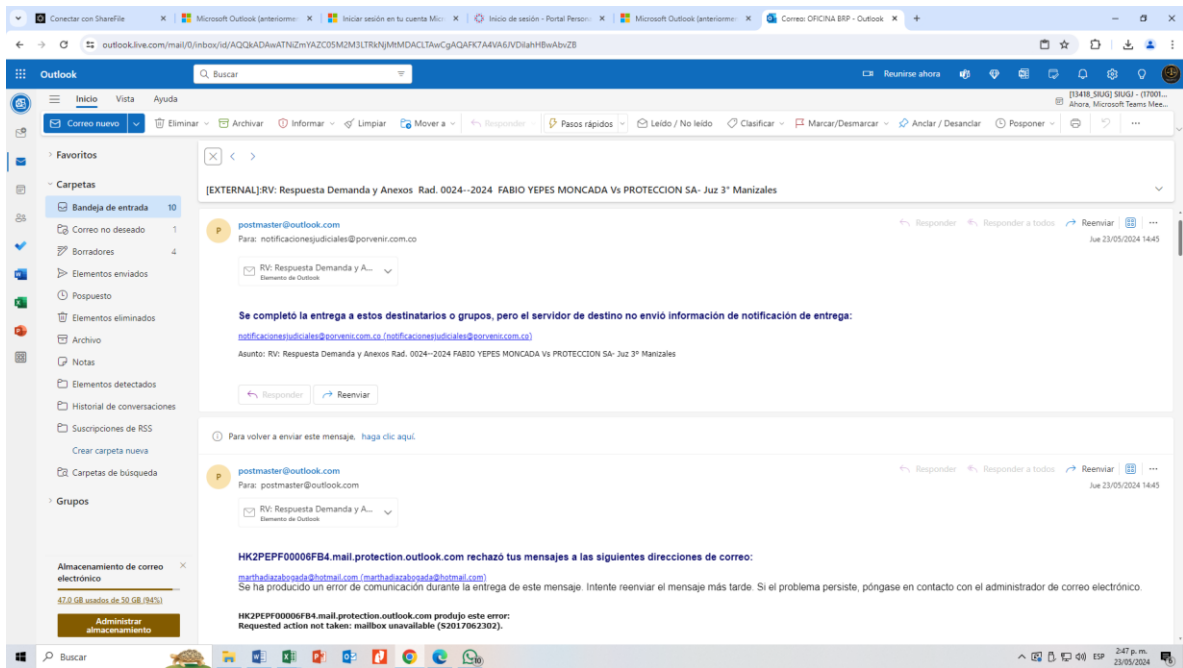 Conectar con ShareFile
Microsoft Outlook (anteriormen
Iniciar sesión en tu cuenta Micr
Inicio de sesión - Portal Persona
Microsoft Outlook (anteriormen
Correo: OFICINA BRP - Outlook
outlook.live.com/mail/0/inbox/id/
Outlook
Buscar
Reunirse ahora
Inicio Vista Ayuda
[13418_SIUG] SIUGJ - (17001...
Ahora, Microsoft Teams Mee...
Correo nuevo
Eliminar
Archivar
Informar
Limpiar
Mover a
Responder
Pasos rápidos
Leído / No leído
Clasificar
Marcar/Desmarcar
Anclar / Desanclar
Posponer
Favoritos
Carpetas
Bandeja de entrada 10
Correo no deseado 1
Borradores 4
Elementos enviados
Pospuesto
Elementos eliminados
Archivo
Notas
Elementos detectados
Historial de conversaciones
Suscripciones de RSS
Crear carpeta nueva
Carpetas de búsqueda
Grupos
Almacenamiento de correo
electrónico
47.0 GB usados de 50 GB (94%)
Administrar
almacenamiento
[EXTERNAL]:RV: Respuesta Demanda y Anexos Rad. 0024--2024 FABIO YEPES MONCADA Vs PROTECCION SA- Juz 3° Manizales
P
postmaster@outlook.com
Para: notificacionesjudiciales@porvenir.com.co
Responder Responder a todos Reenviar
Jue 23/05/2024 14:45
RV: Respuesta Demanda y A...
Elemento de Outlook
Se completó la entrega a estos destinatarios o grupos, pero el servidor de destino no envió información de notificación de entrega:
notificacionesjudiciales@porvenir.com.co (notificacionesjudiciales@porvenir.com.co)
Asunto: RV: Respuesta Demanda y Anexos Rad. 0024--2024 FABIO YEPES MONCADA Vs PROTECCION SA- Juz 3º Manizales
Responder Reenviar
Para volver a enviar este mensaje, haga clic aquí.
P
postmaster@outlook.com
Para: postmaster@outlook.com
Responder Responder a todos Reenviar
Jue 23/05/2024 14:45
RV: Respuesta Demanda y A...
Elemento de Outlook
HK2PEPF00006FB4.mail.protection.outlook.com rechazó tus mensajes a las siguientes direcciones de correo:
marthadiazabogada@hotmail.com (marthadiazabogada@hotmail.com)
Se ha producido un error de comunicación durante la entrega de este mensaje. Intente reenviar el mensaje más tarde. Si el problema persiste, póngase en contacto con el administrador de correo electrónico.
HK2PEPF00006FB4.mail.protection.outlook.com produjo este error:
Requested action not taken: mailbox unavailable (S2017062302).
Buscar
ESP
2:47 p. m.
23/05/2024